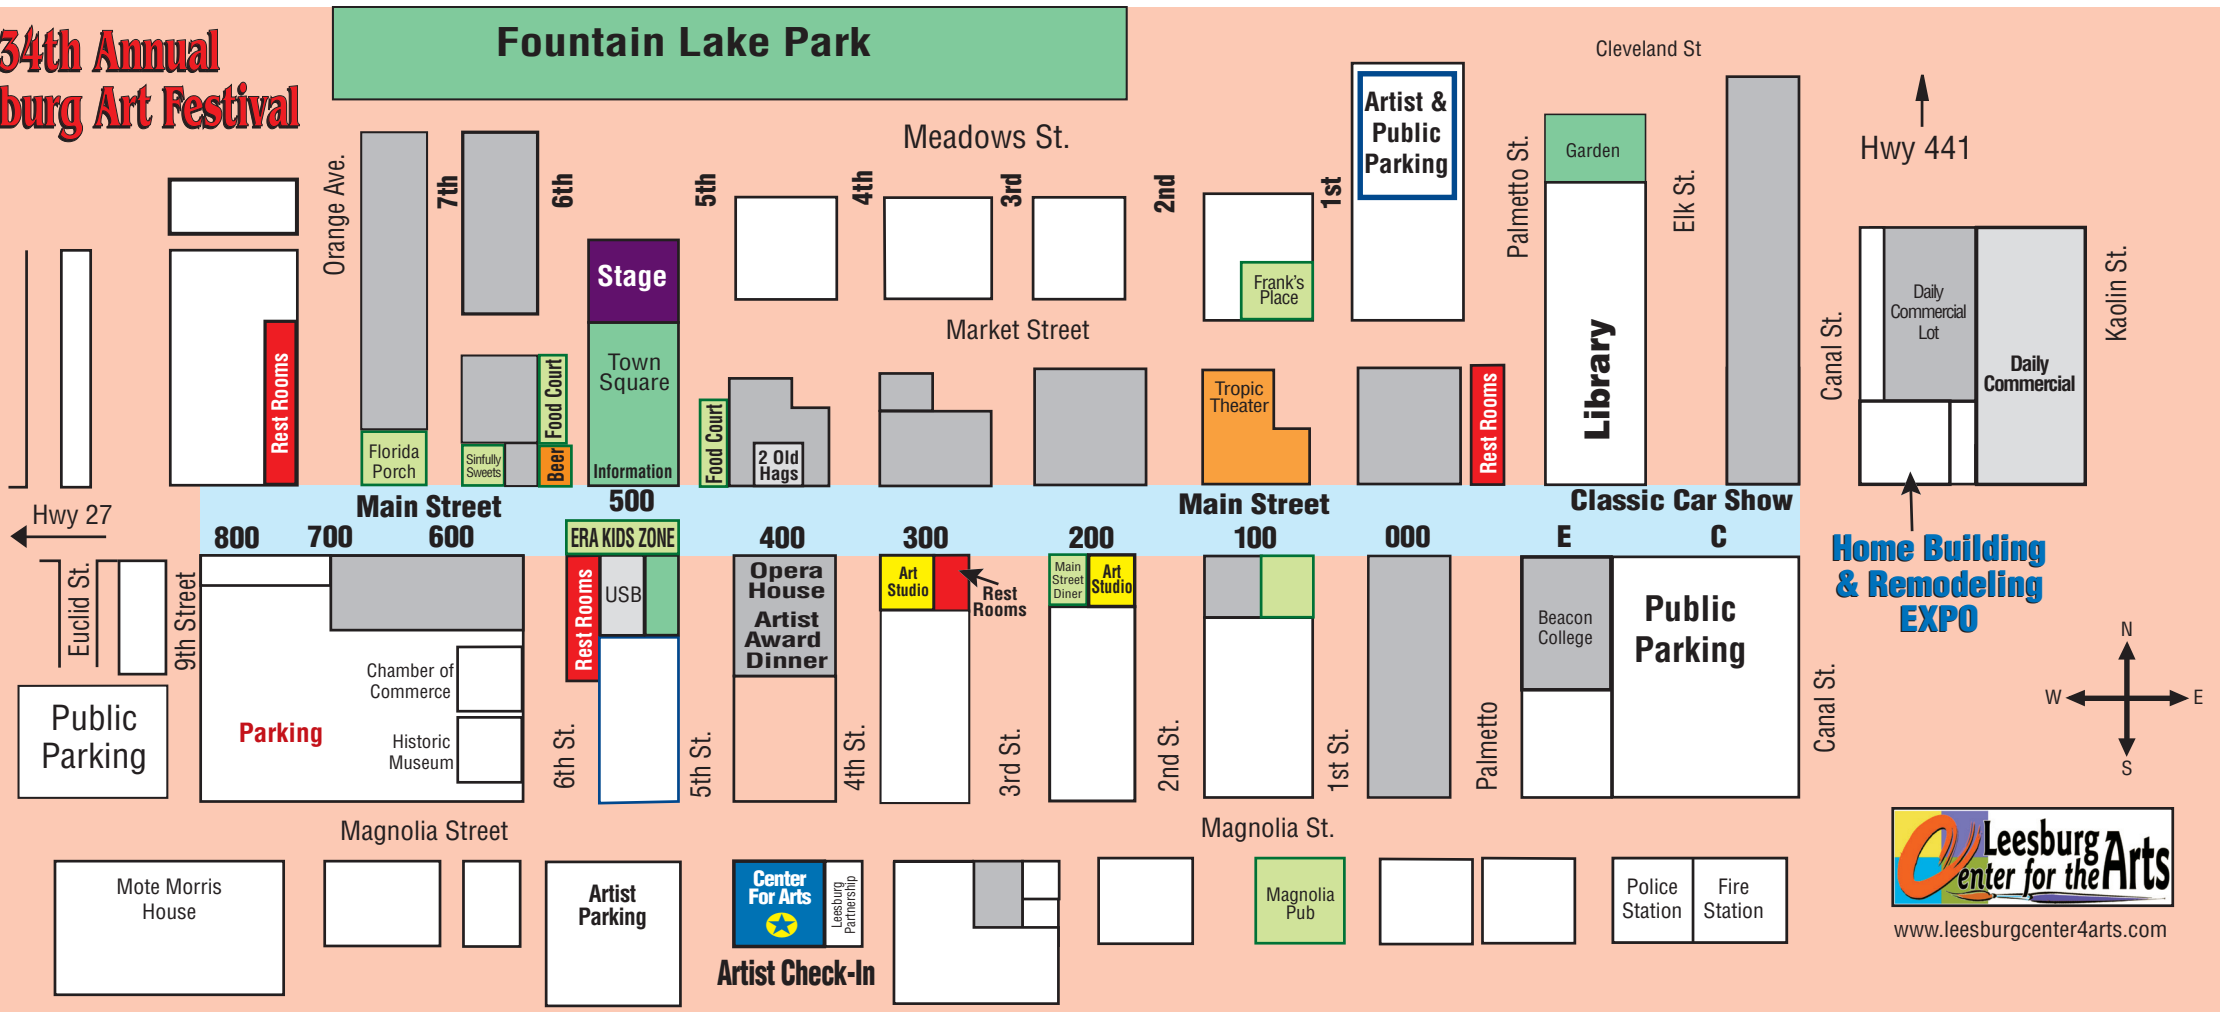 34th Annual
burg Art Festival
Fountain Lake Park
Cleveland St
Meadows St.
Artist &
Public
Parking
Hwy 441
Garden
Orange Ave.
7th
6th
5th
4th
3rd
2nd
1st
Palmetto St.
Elk St.
Canal St.
Kaolin St.
Stage
Frank's
Place
Market Street
Daily
Commercial
Lot
Daily
Commercial
Rest Rooms
Florida
Porch
Sinfully
Sweets
Food Court
Beer
Town
Square
Information
Food Court
2 Old
Hags
Tropic
Theater
Rest Rooms
Library
Hwy 27
Main Street
500
Main Street
Classic Car Show
800
700
600
ERA KIDS ZONE
400
300
200
100
000
E
C
Home Building
& Remodeling
EXPO
Euclid St.
9th Street
Rest Rooms
USB
Opera
House
Artist
Award
Dinner
Art
Studio
Rest
Rooms
Main
Street
Diner
Art
Studio
Beacon
College
Public
Parking
Chamber of
Commerce
Historic
Museum
Parking
Public
Parking
6th St.
5th St.
4th St.
3rd St.
2nd St.
1st St.
Palmetto
Canal St.
N
W
E
S
Magnolia Street
Magnolia St.
Mote Morris
House
Artist
Parking
Center
For Arts
Leesburg
Partnership
Artist Check-In
Magnolia
Pub
Police
Station
Fire
Station
Leesburg
Center for the Arts
www.leesburgcenter4arts.com